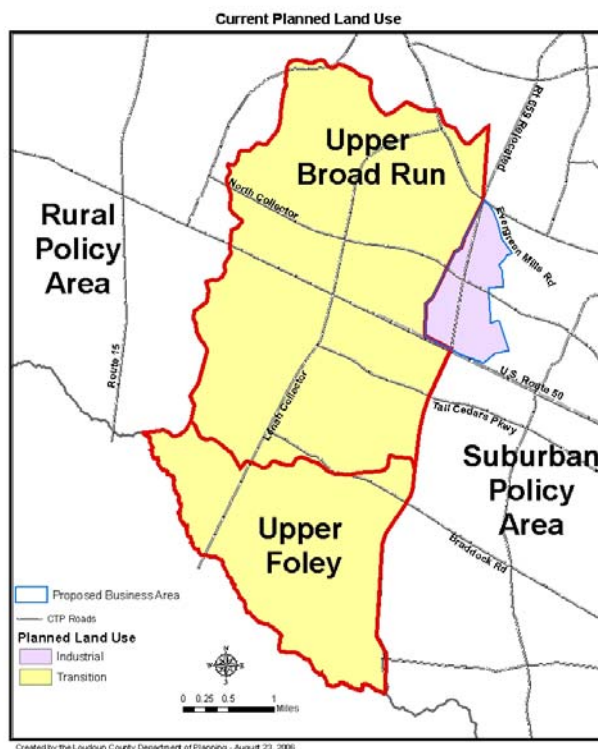 Current Planned Land Use
Upper
Broad Run
Rt 659 Relocated
North Collector
Evergreen Mills Rd
Rural
Policy
Area
Route 15
U.S. Route 50
Lenah Collector
Tall Cedars Pkwy
Suburban
Policy
Area
Upper
Foley
Braddock Rd
Proposed Business Area
CTP Roads
Planned Land Use
Industrial
Transition
N
W
E
S
0 0.25 0.5 1
Miles
Created by the Loudoun County Department of Planning - August 23, 2006